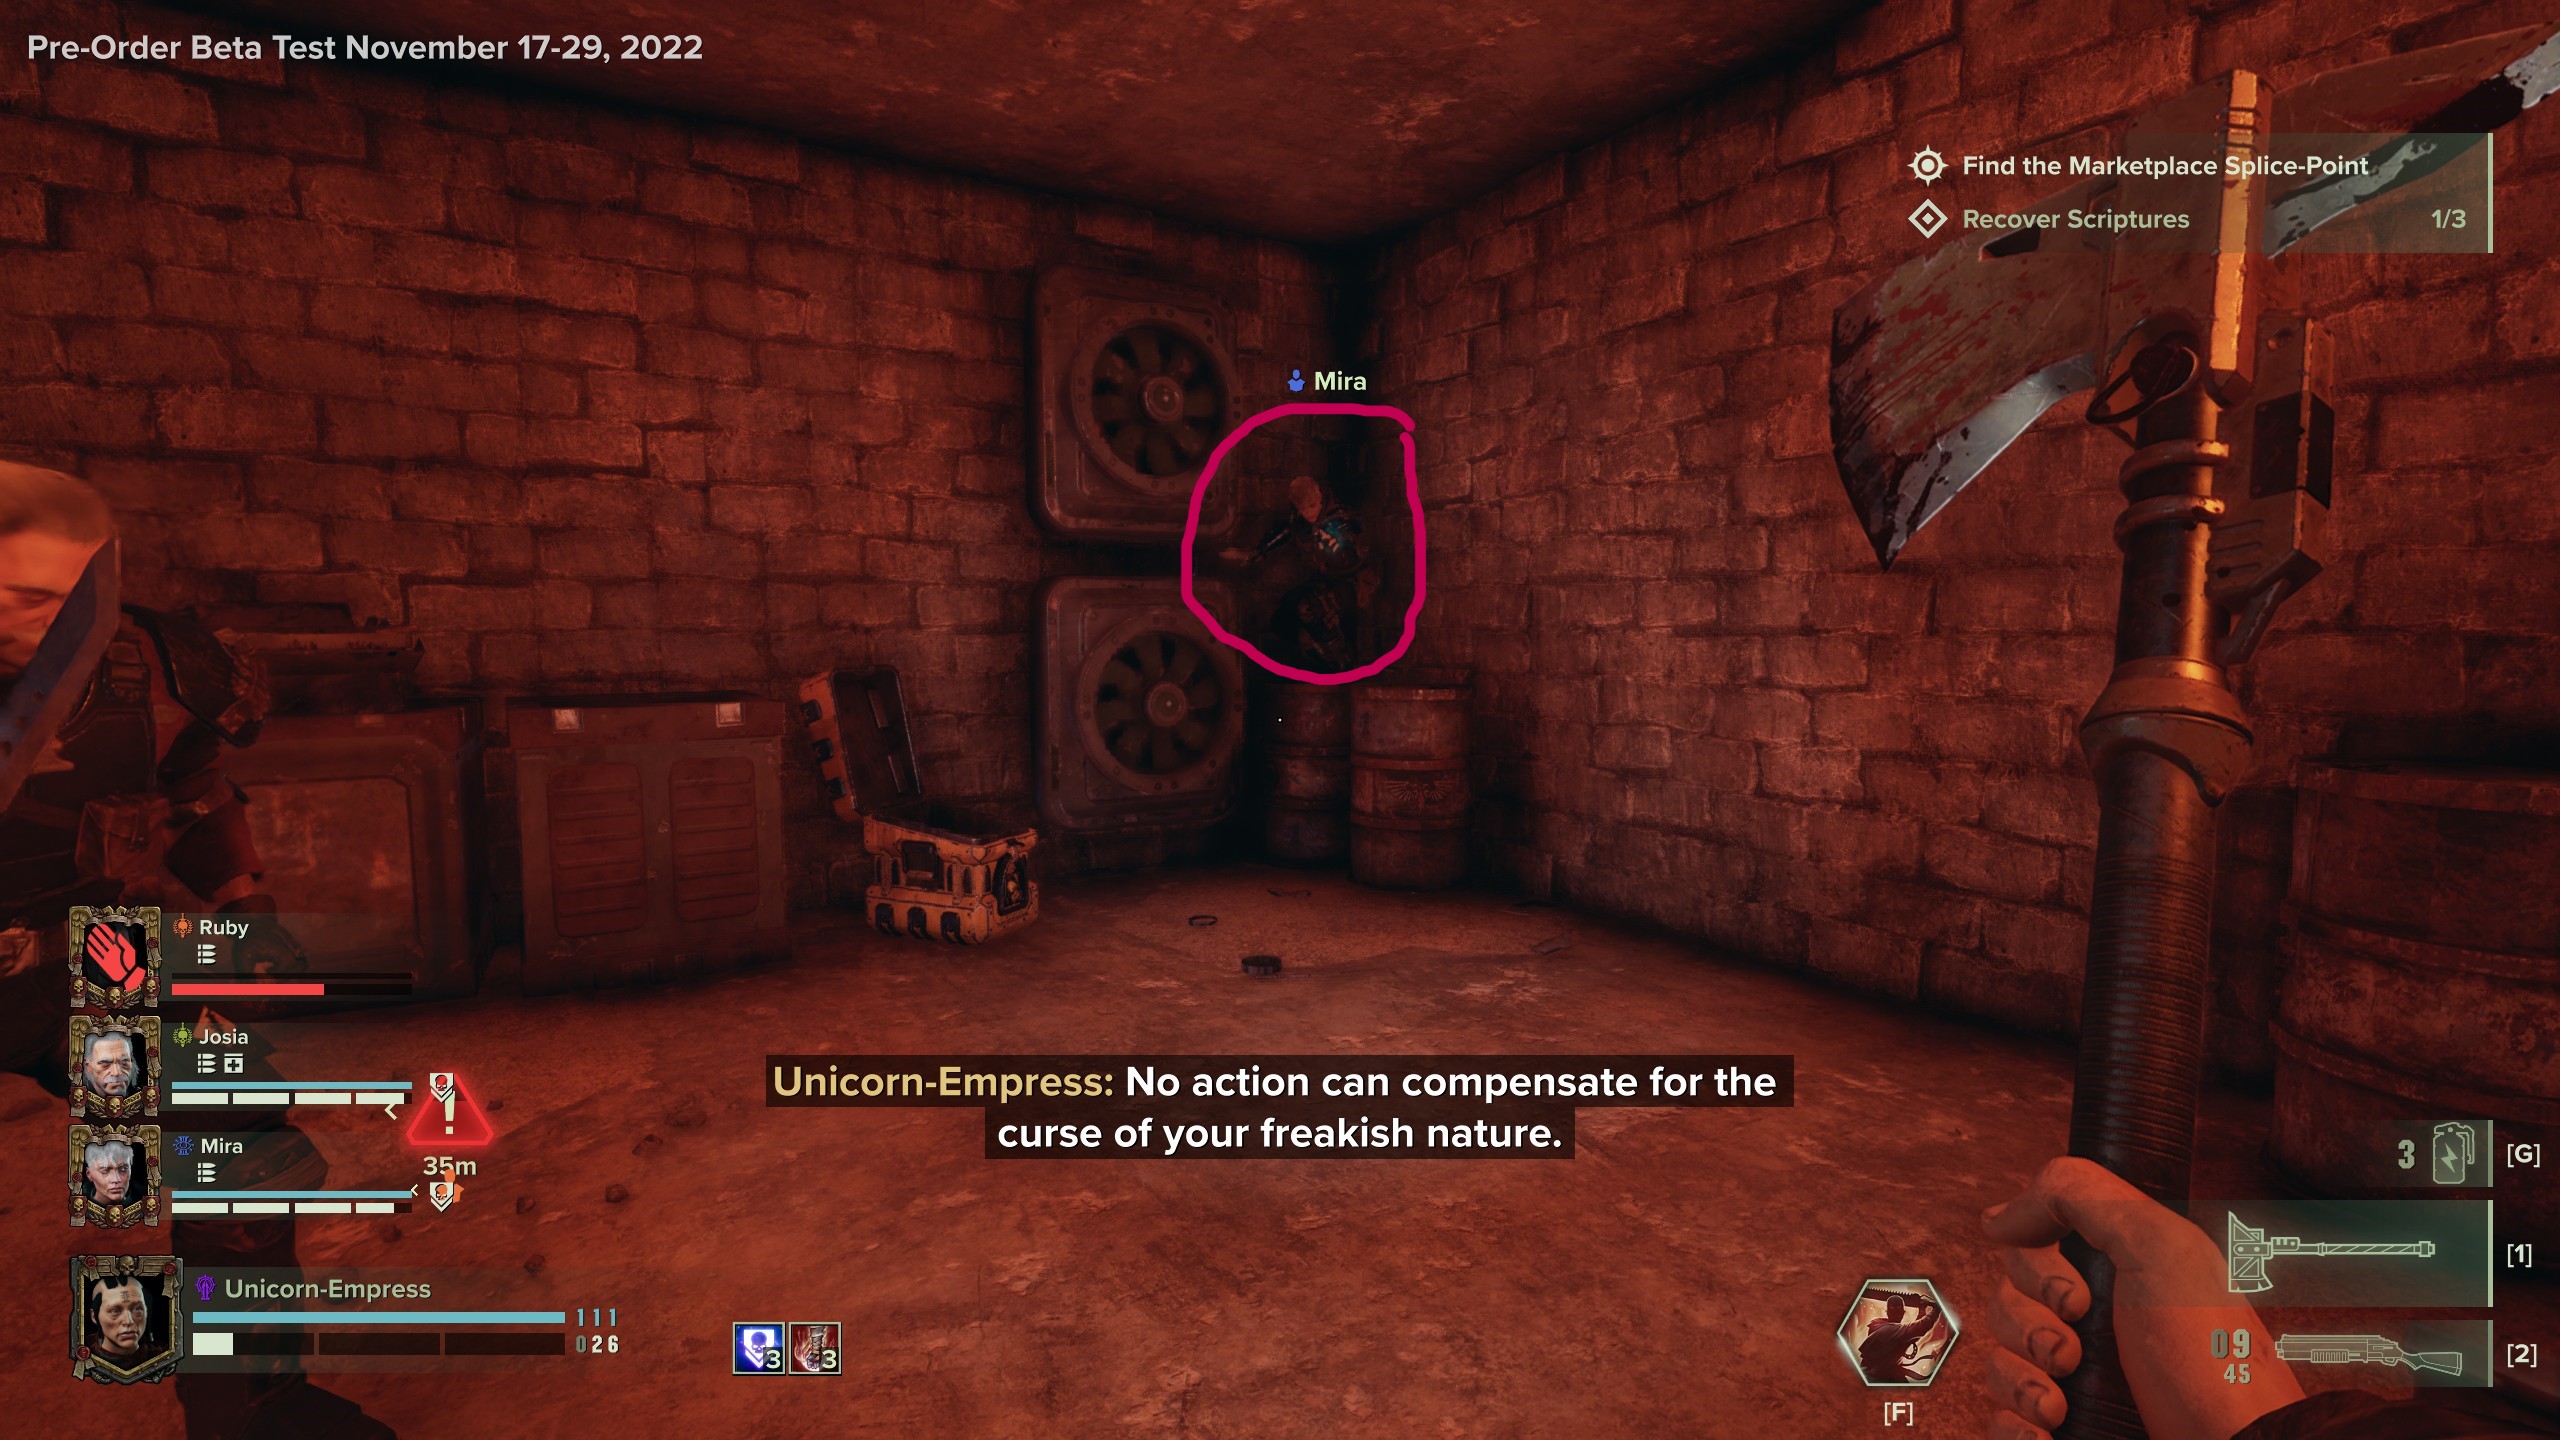 Pre-Order Beta Test November 17-29, 2022
Find the Marketplace Splice-Point
Recover Scriptures 1/3
Mira
Ruby
Josia
Mira
35m
Unicorn-Empress: No action can compensate for the
curse of your freakish nature.
Unicorn-Empress
111
026
3
3
3 [G]
[1]
09
45
[2]
[F]